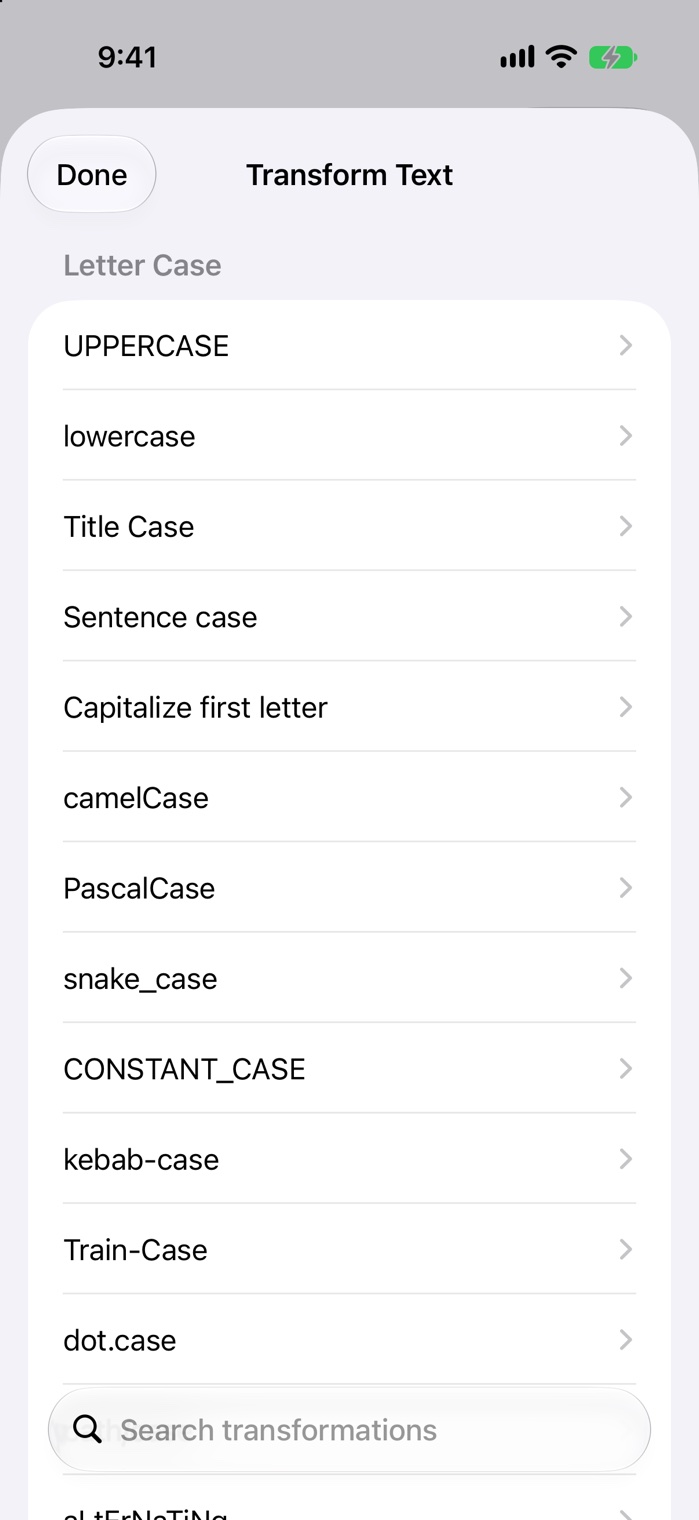 9:41
Done
Transform Text
Letter Case
UPPERCASE
lowercase
Title Case
Sentence case
Capitalize first letter
camelCase
PascalCase
snake_case
CONSTANT_CASE
kebab-case
Train-Case
dot.case
Search transformations
aLtErNaTiNg